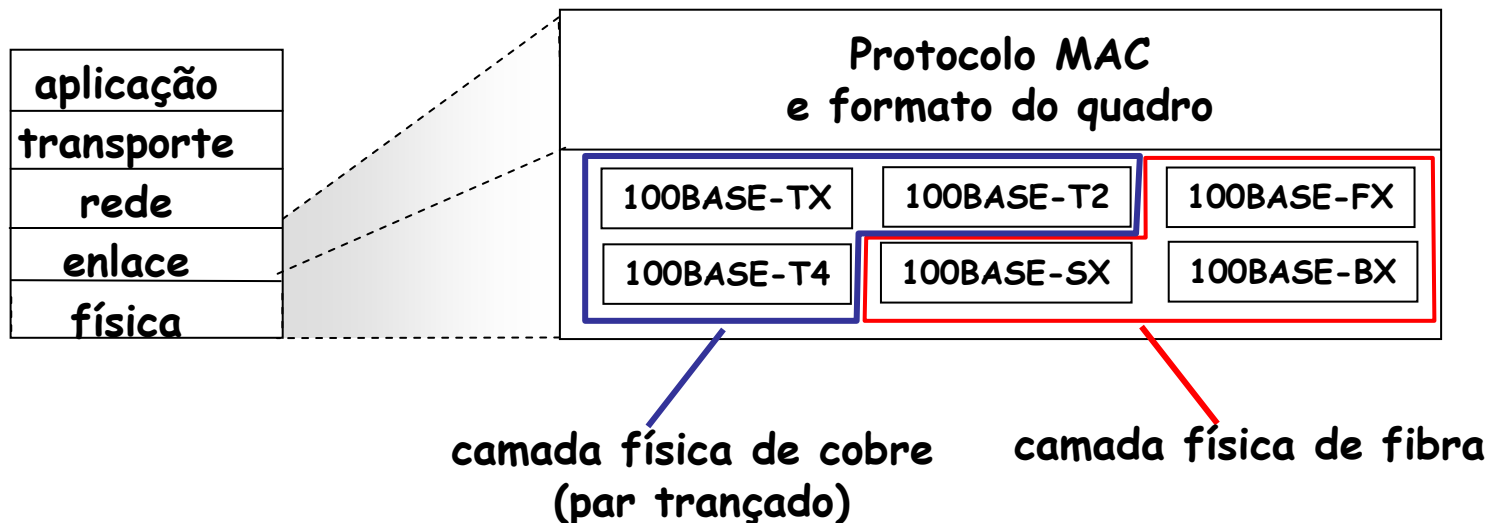 aplicação
transporte
rede
enlace
física
Protocolo MAC
e formato do quadro
100BASE-TX
100BASE-T2
100BASE-FX
100BASE-T4
100BASE-SX
100BASE-BX
camada física de cobre
(par trançado)
camada física de fibra